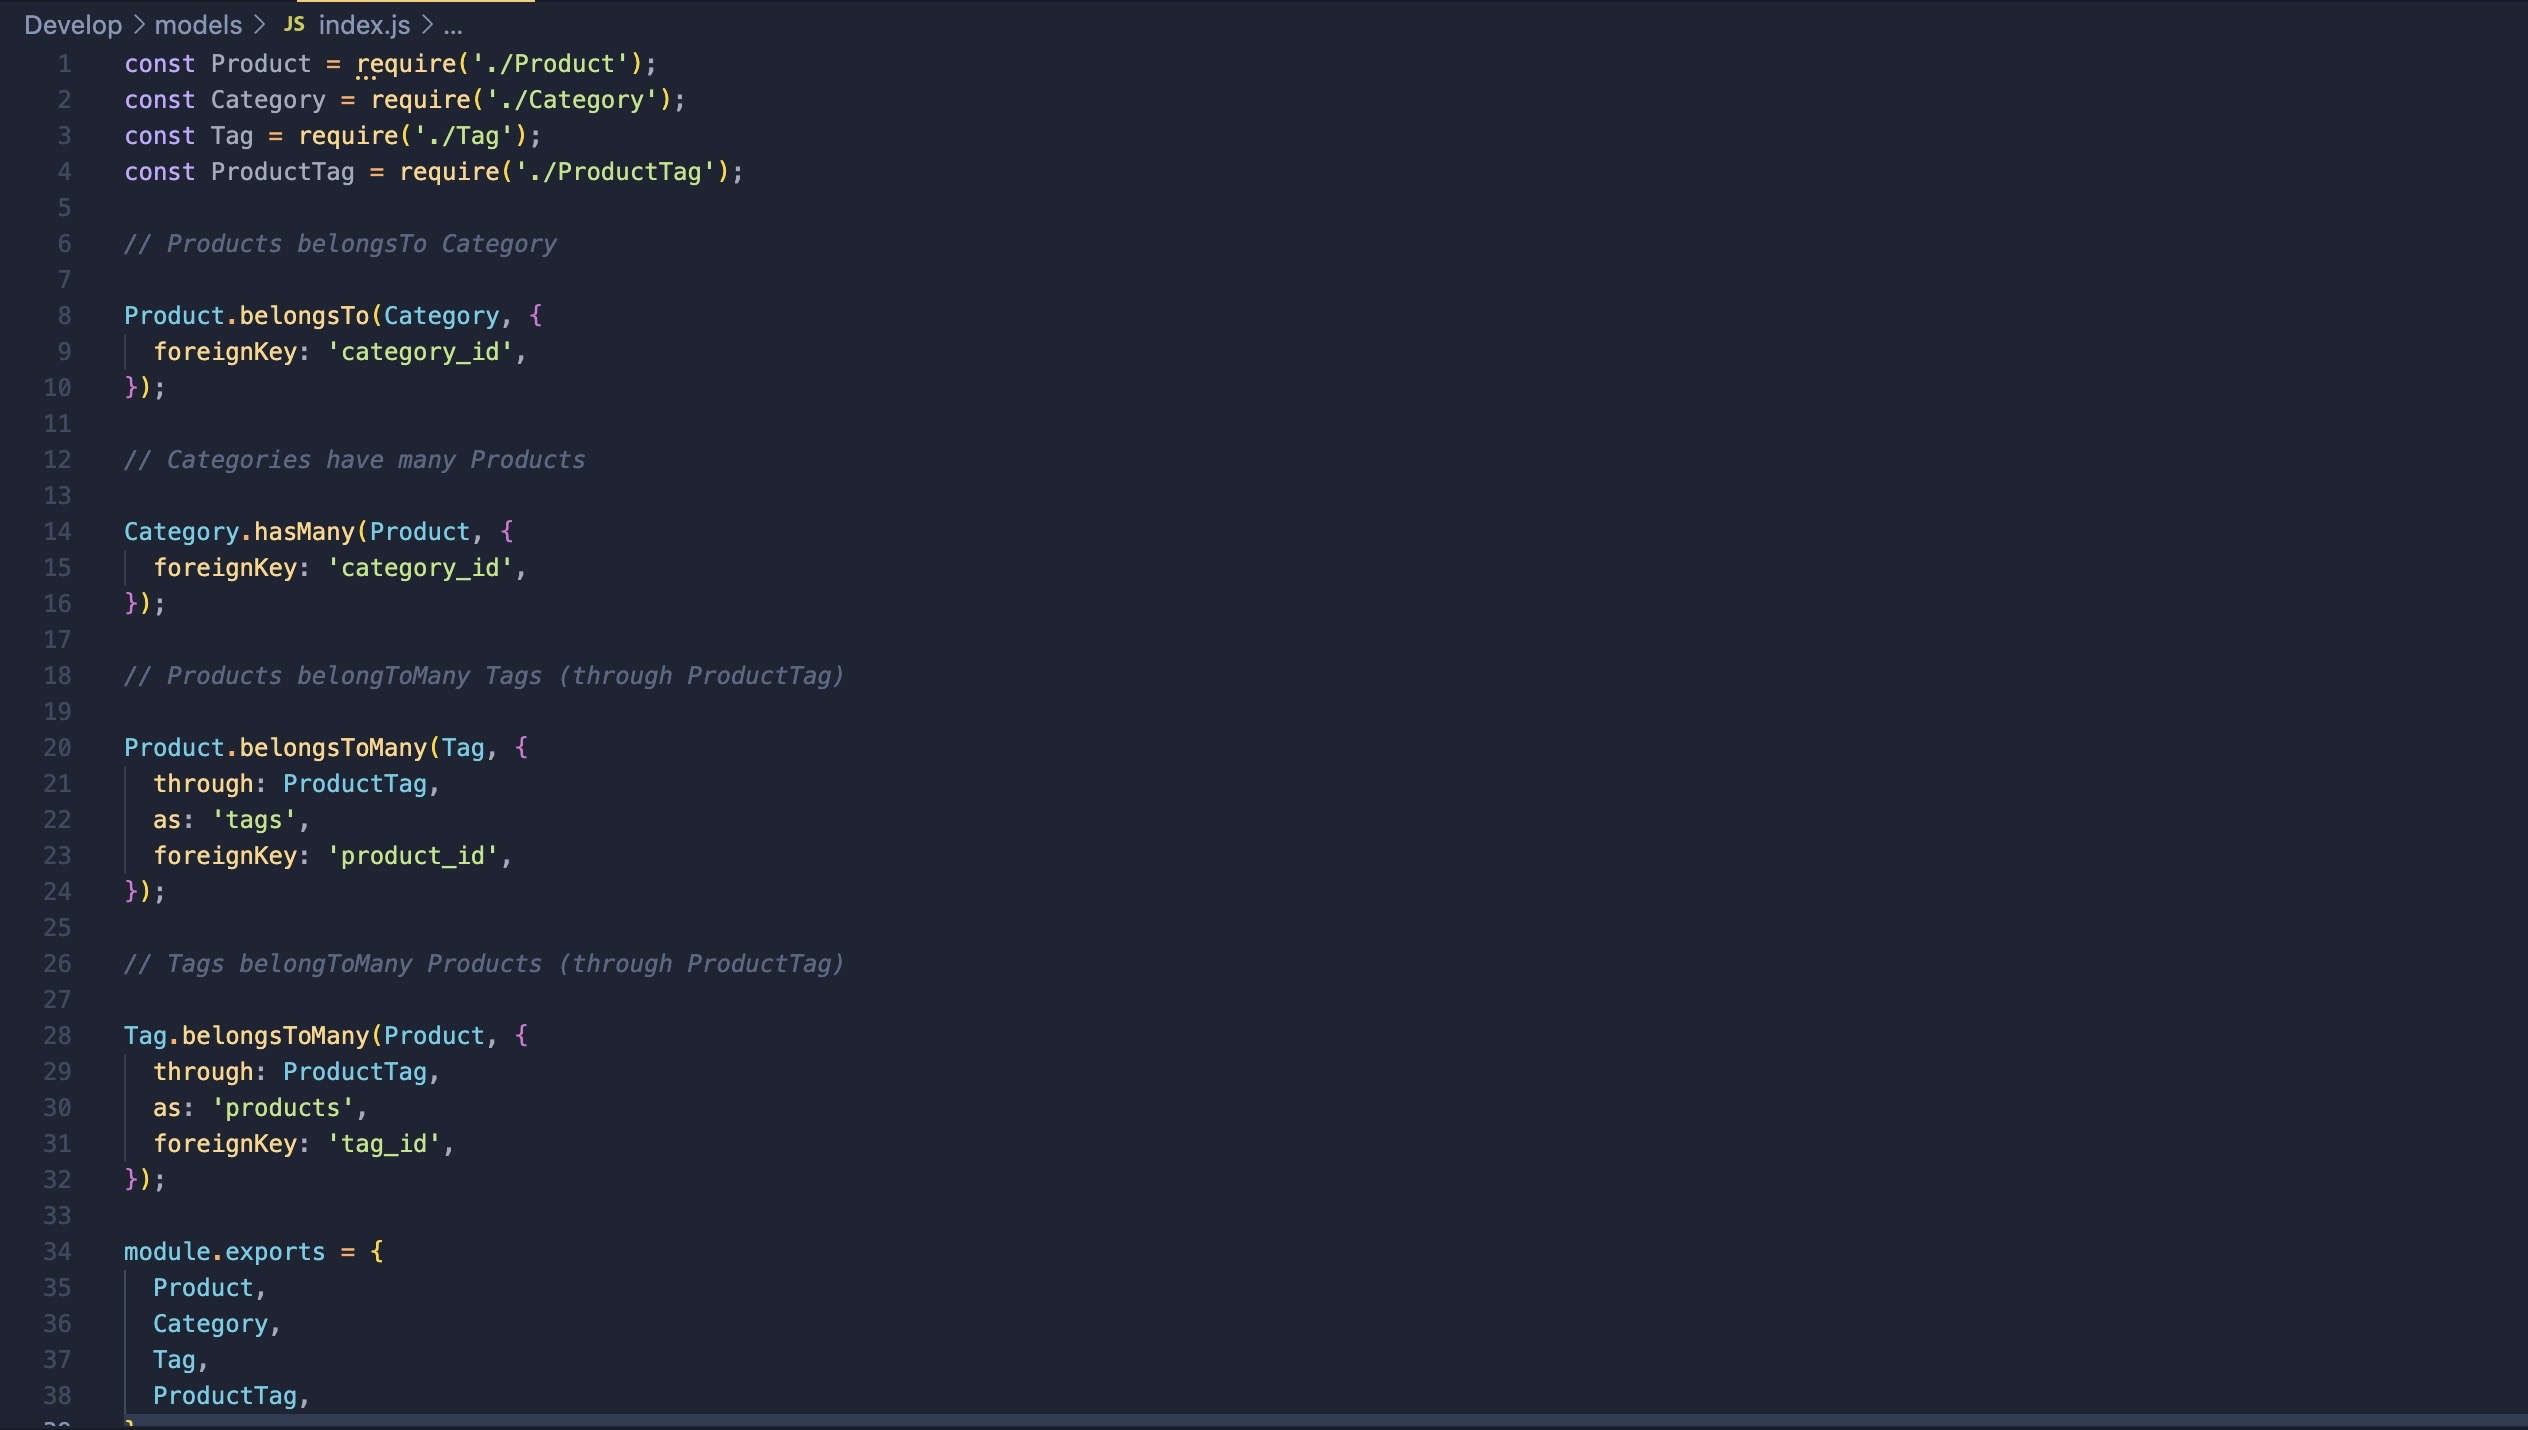 Develop > models > JS index.js > ...
1 const Product = require('./Product');
2 const Category = require('./Category');
3 const Tag = require('./Tag');
4 const ProductTag = require('./ProductTag');
5
6 // Products belongsTo Category
7
8 Product.belongsTo(Category, {
9 foreignKey: 'category_id',
10 });
11
12 // Categories have many Products
13
14 Category.hasMany(Product, {
15 foreignKey: 'category_id',
16 });
17
18 // Products belongToMany Tags (through ProductTag)
19
20 Product.belongsToMany(Tag, {
21 through: ProductTag,
22 as: 'tags',
23 foreignKey: 'product_id',
24 });
25
26 // Tags belongToMany Products (through ProductTag)
27
28 Tag.belongsToMany(Product, {
29 through: ProductTag,
30 as: 'products',
31 foreignKey: 'tag_id',
32 });
33
34 module.exports = {
35 Product,
36 Category,
37 Tag,
38 ProductTag,